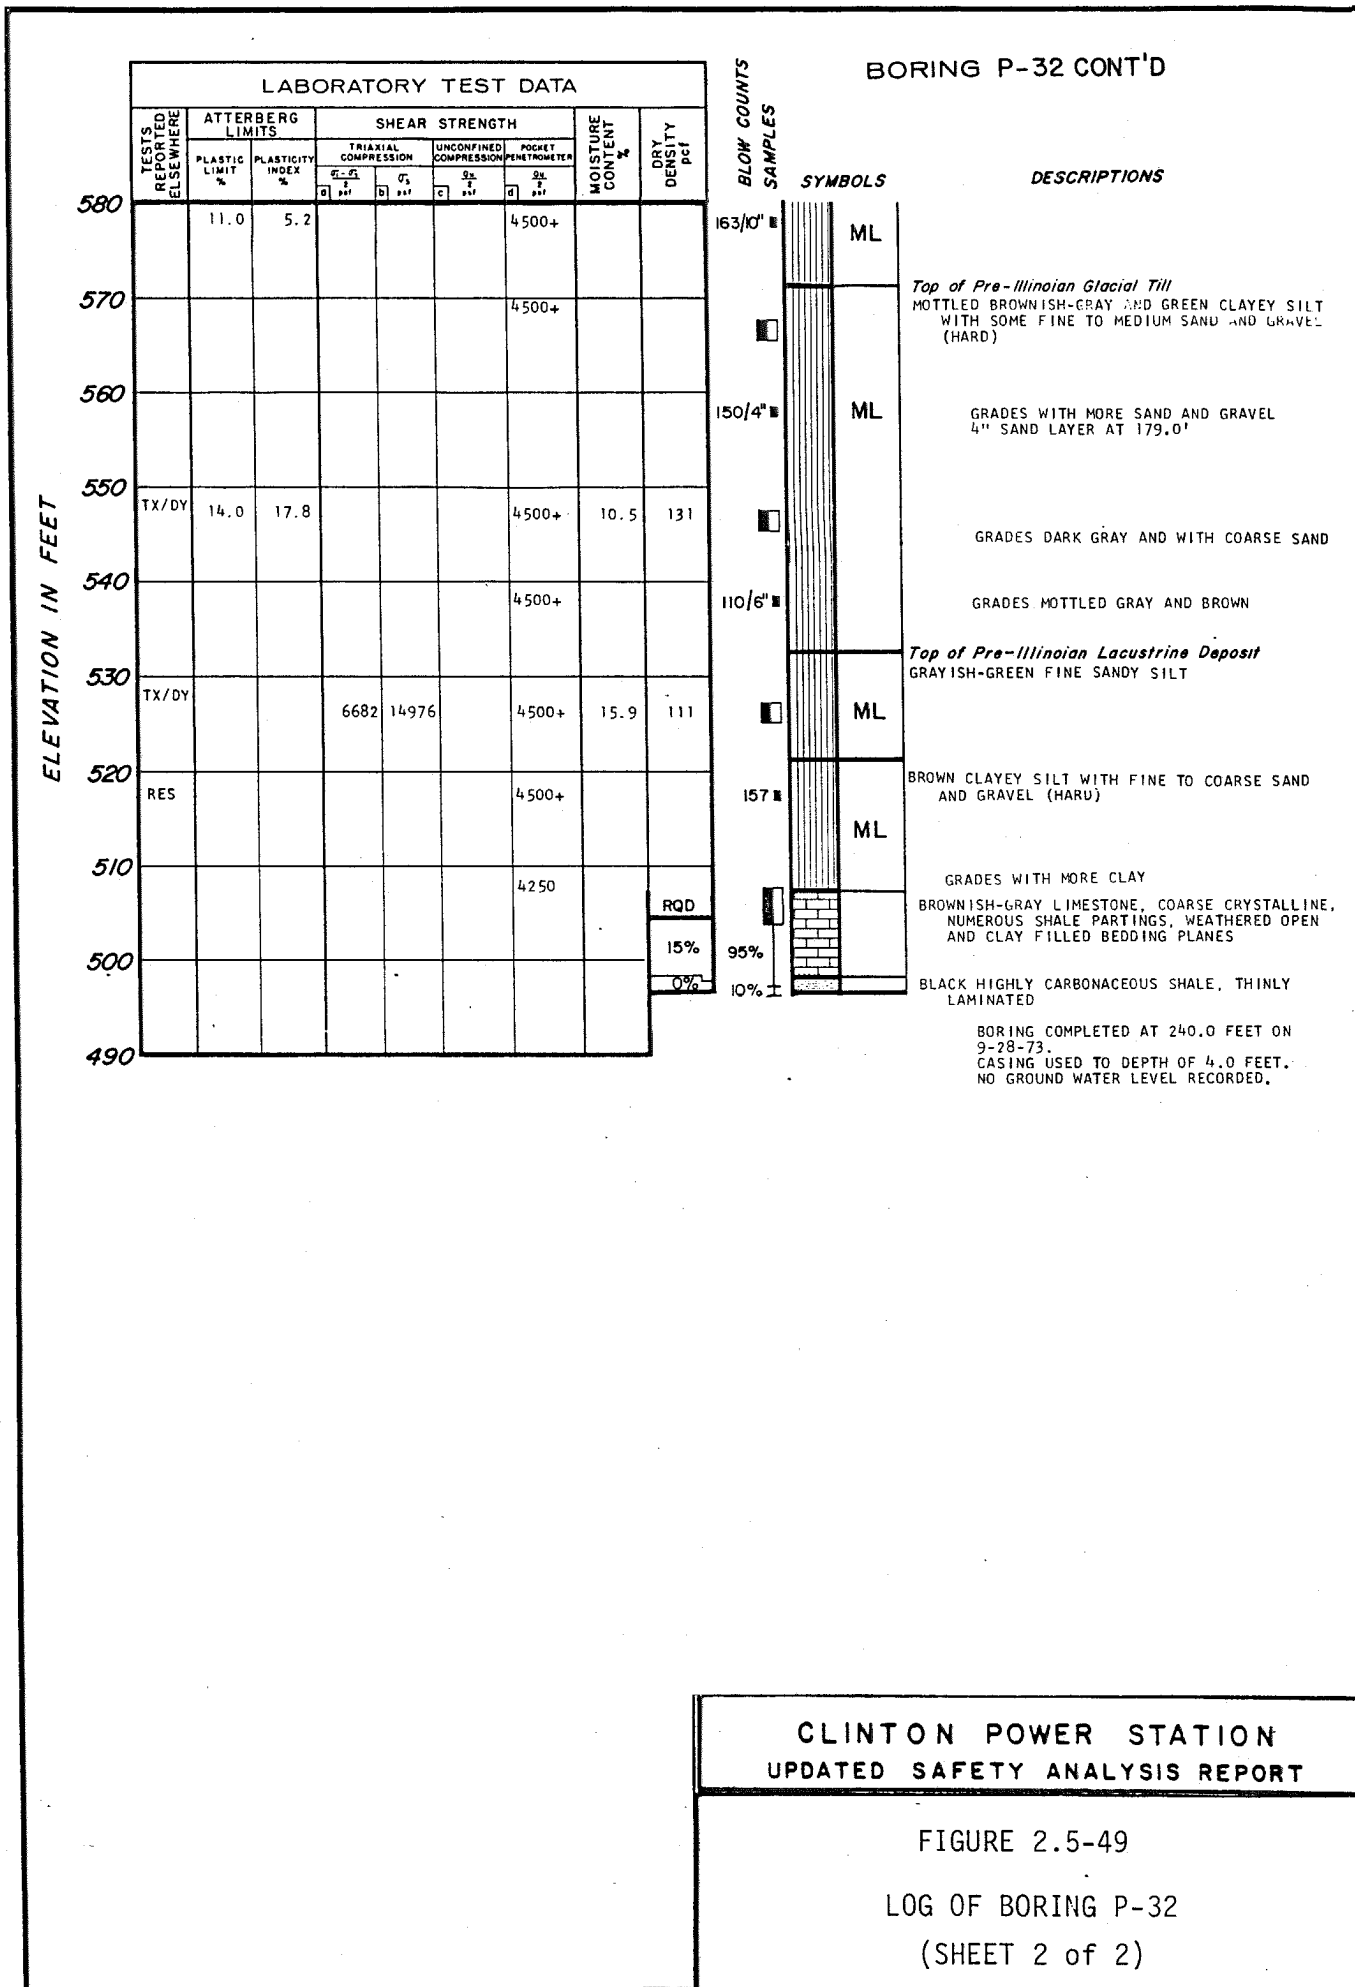 BORING P-32 CONT'D
LABORATORY TEST DATA
TESTS REPORTED ELSEWHERE
ATTERBERG LIMITS
PLASTIC LIMIT %
PLASTICITY INDEX %
SHEAR STRENGTH
TRIAXIAL COMPRESSION
UNCONFINED COMPRESSION
POCKET PENETROMETER
a psf
b psf
c psf
d psf
MOISTURE CONTENT %
DRY DENSITY pcf
BLOW COUNTS
SAMPLES
SYMBOLS
DESCRIPTIONS
ELEVATION IN FEET
580
11.0 5.2 4500+ 163/10" ML
Top of Pre-Illinoian Glacial Till
570
4500+
MOTTLED BROWNISH-GRAY AND GREEN CLAYEY SILT
WITH SOME FINE TO MEDIUM SAND AND GRAVEL
(HARD)
560
150/4" ML
GRADES WITH MORE SAND AND GRAVEL
4" SAND LAYER AT 179.0'
550
TX/DY 14.0 17.8 4500+ 10.5 131
GRADES DARK GRAY AND WITH COARSE SAND
540
4500+ 110/6"
GRADES MOTTLED GRAY AND BROWN
Top of Pre-Illinoian Lacustrine Deposit
GRAYISH-GREEN FINE SANDY SILT
530
TX/DY 6682 14976 4500+ 15.9 111 ML
520
RES 4500+ 157 ML
BROWN CLAYEY SILT WITH FINE TO COARSE SAND
AND GRAVEL (HARD)
510
4250
GRADES WITH MORE CLAY
RQD
BROWNISH-GRAY LIMESTONE, COARSE CRYSTALLINE,
NUMEROUS SHALE PARTINGS, WEATHERED OPEN
AND CLAY FILLED BEDDING PLANES
15% 95%
500
0% 10%
BLACK HIGHLY CARBONACEOUS SHALE, THINLY
LAMINATED
BORING COMPLETED AT 240.0 FEET ON
9-28-73.
CASING USED TO DEPTH OF 4.0 FEET.
NO GROUND WATER LEVEL RECORDED.
490
CLINTON POWER STATION
UPDATED SAFETY ANALYSIS REPORT
FIGURE 2.5-49
LOG OF BORING P-32
(SHEET 2 of 2)